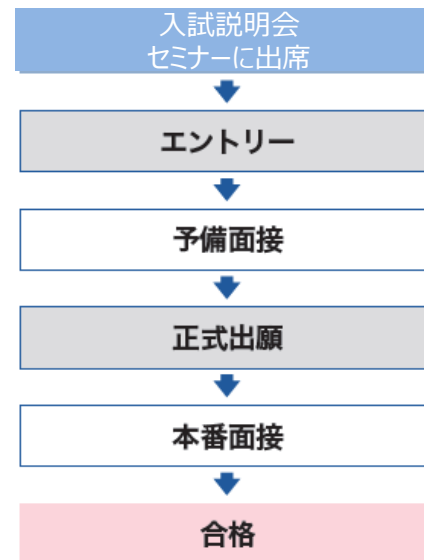 入試説明会
セミナーに出席
エントリー
予備面接
正式出願
本番面接
合格